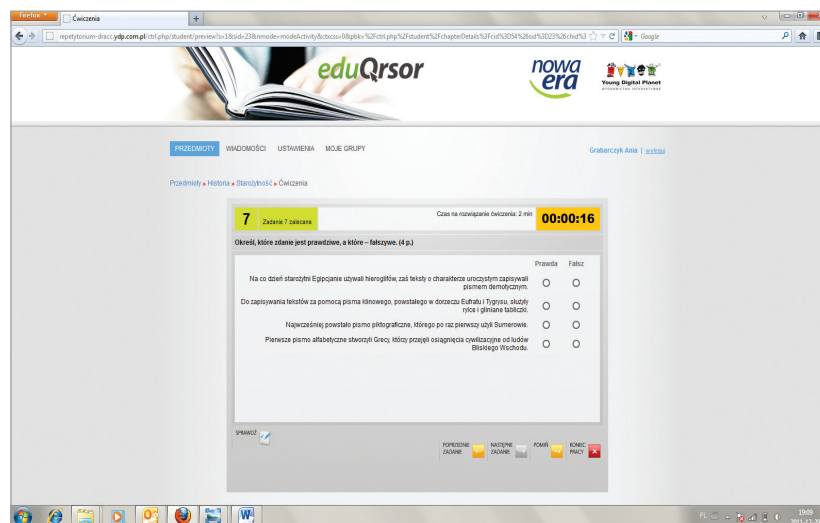 Firefox
Ćwiczenia
+
repetytorium-dracc.ydp.com.pl/ctrl.php/student/preview?s=1&sid=23&nmode=modeActivity&ctxcss=0&pbk=%2Fctrl.php%2Fstudent%2FchapterDetails%3Fcid%3D54%26sid%3D23%26chid%3
Google
eduQrsor
nowa
era
Young Digital Planet
PRZEDMIOTY WIADOMOŚCI USTAWIENIA MOJE GRUPY
Grabarczyk Ania | wyloguj
Przedmioty » Historia » Starożytność » Ćwiczenia
7 Zadanie 7 zalecane
Czas na rozwiązanie ćwiczenia: 2 min
00:00:16
Określ, które zdanie jest prawdziwe, a które – fałszywe. (4 p.)
Prawda Fałsz
Na co dzień starożytni Egipcjanie używali hieroglifów, zaś teksty o charakterze uroczystym zapisywali
pismem demotycznym.
Do zapisywania tekstów za pomocą pisma klinowego, powstałego w dorzeczu Eufratu i Tygrysu, służyły
rylce i gliniane tabliczki.
Najwcześniej powstało pismo piktograficzne, którego po raz pierwszy użyli Sumerowie.
Pierwsze pismo alfabetyczne stworzyli Grecy, którzy przejęli osiągnięcia cywilizacyjne od ludów
Bliskiego Wschodu.
SPRAWDŹ
POPRZEDNIE
ZADANIE
NASTĘPNE
ZADANIE
POMIŃ
KONIEC
PRACY
PL
19:09